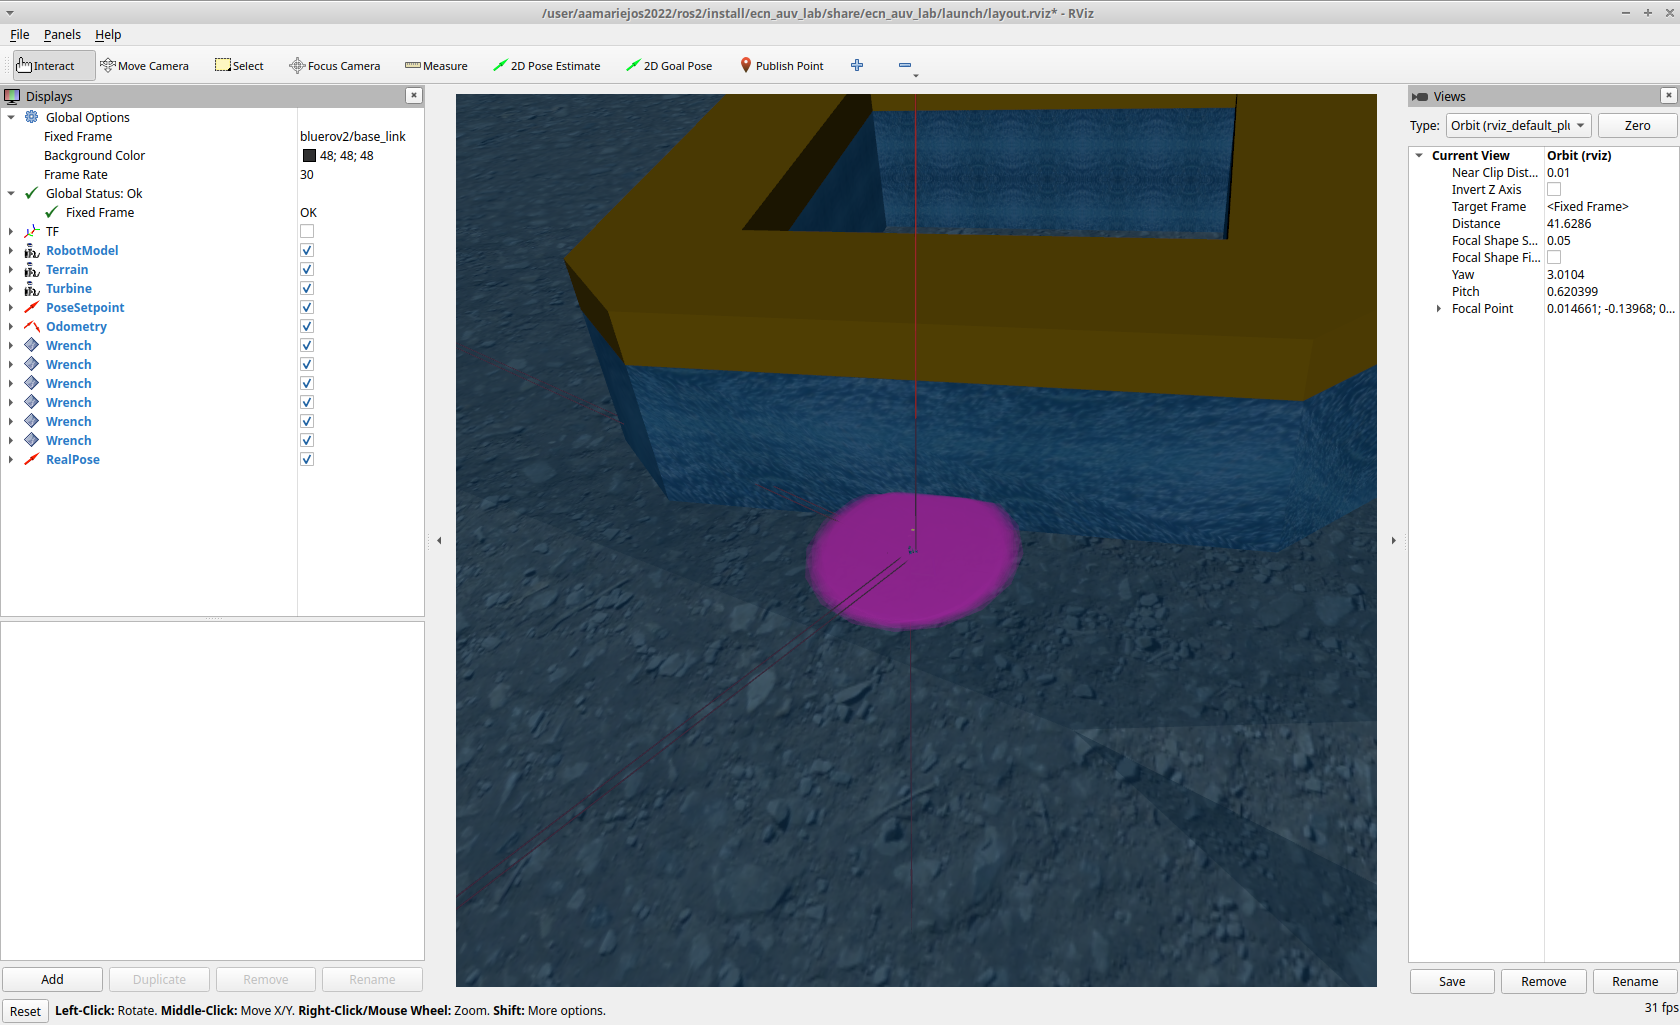 /user/aamariejos2022/ros2/install/ecn_auv_lab/share/ecn_auv_lab/launch/layout.rviz* - RViz
File Panels Help
Interact Move Camera Select Focus Camera Measure 2D Pose Estimate 2D Goal Pose Publish Point
Displays
Global Options
Fixed Frame bluerov2/base_link
Background Color 48; 48; 48
Frame Rate 30
Global Status: Ok
Fixed Frame OK
TF
RobotModel
Terrain
Turbine
PoseSetpoint
Odometry
Wrench
Wrench
Wrench
Wrench
Wrench
Wrench
RealPose
Add Duplicate Remove Rename
Reset Left-Click: Rotate. Middle-Click: Move X/Y. Right-Click/Mouse Wheel: Zoom. Shift: More options.
Views
Type: Orbit (rviz_default_plu Zero
Current View Orbit (rviz)
Near Clip Dist... 0.01
Invert Z Axis
Target Frame <Fixed Frame>
Distance 41.6286
Focal Shape S... 0.05
Focal Shape Fi...
Yaw 3.0104
Pitch 0.620399
Focal Point 0.014661; -0.13968; 0...
Save Remove Rename
31 fps